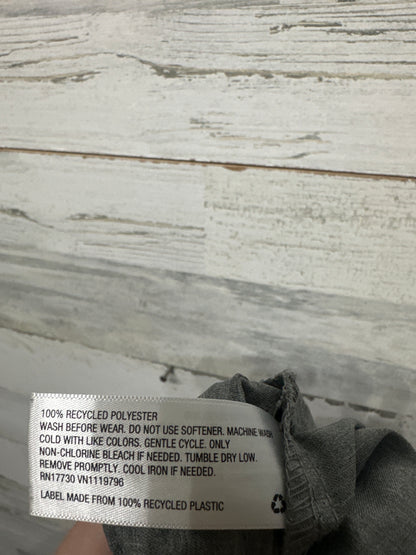 100% RECYCLED POLYESTER
WASH BEFORE WEAR. DO NOT USE SOFTENER. MACHINE WASH
COLD WITH LIKE COLORS. GENTLE CYCLE. ONLY
NON-CHLORINE BLEACH IF NEEDED. TUMBLE DRY LOW.
REMOVE PROMPTLY. COOL IRON IF NEEDED.
RN17730 VN1119796
LABEL MADE FROM 100% RECYCLED PLASTIC